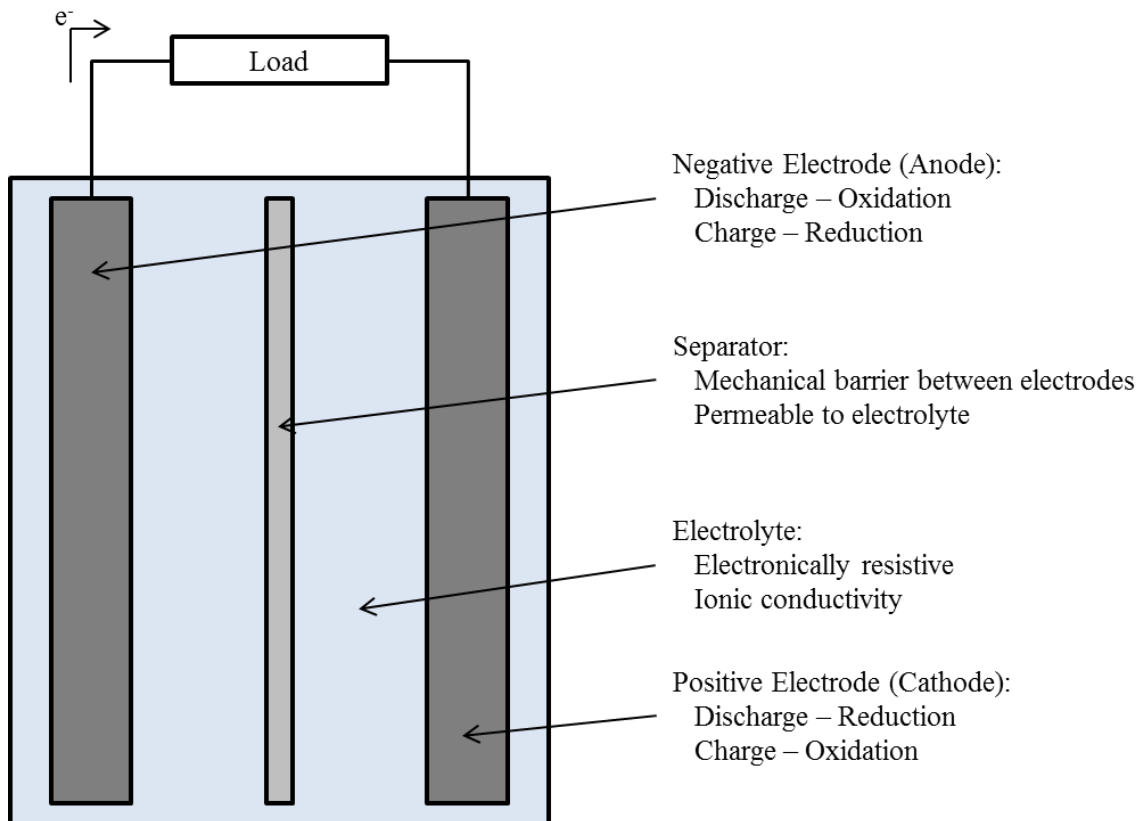 e-
Load
Negative Electrode (Anode):
Discharge – Oxidation
Charge – Reduction
Separator:
Mechanical barrier between electrodes
Permeable to electrolyte
Electrolyte:
Electronically resistive
Ionic conductivity
Positive Electrode (Cathode):
Discharge – Reduction
Charge – Oxidation